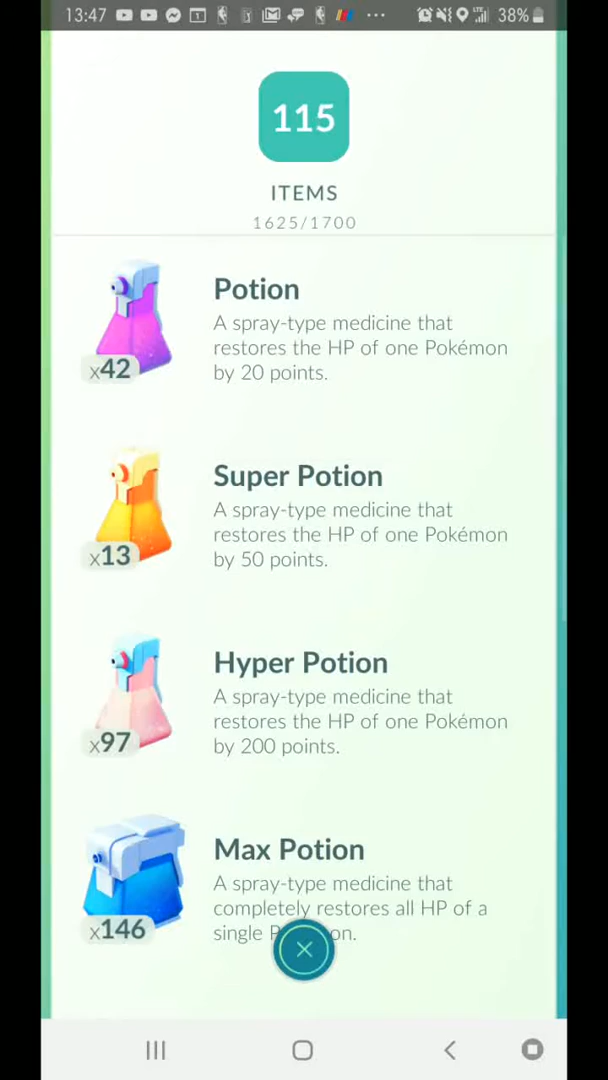 13:47 38%
115
ITEMS
1625/1700
Potion
A spray-type medicine that
restores the HP of one Pokémon
by 20 points.
x42
Super Potion
A spray-type medicine that
restores the HP of one Pokémon
by 50 points.
x13
Hyper Potion
A spray-type medicine that
restores the HP of one Pokémon
by 200 points.
x97
Max Potion
A spray-type medicine that
completely restores all HP of a
single on.
x146